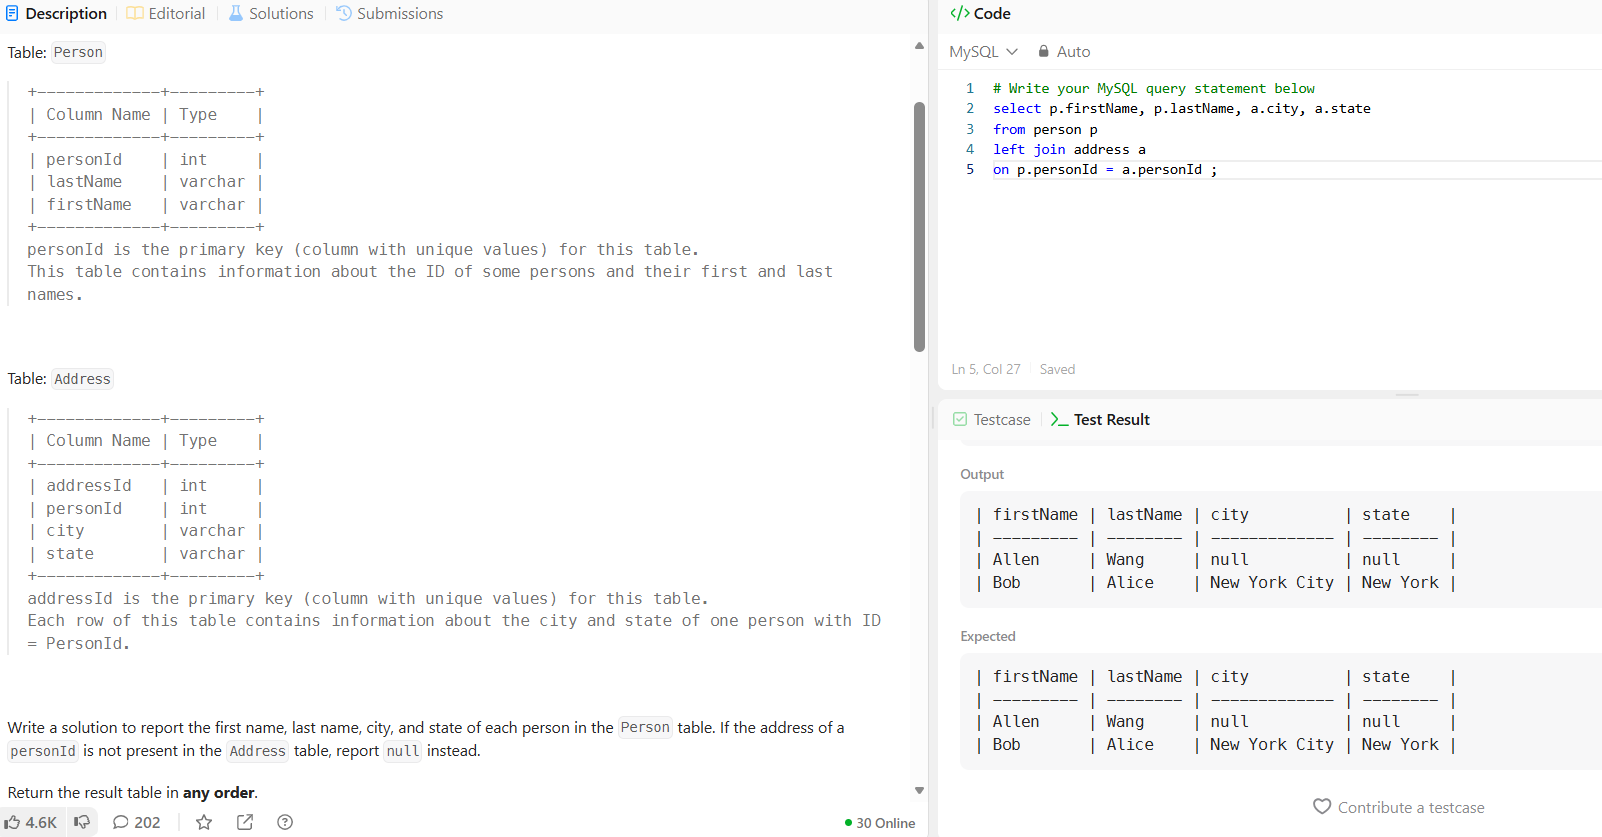 Description
Editorial
Solutions
Submissions
Table: Person
+-------------+---------+
| Column Name | Type    |
+-------------+---------+
| personId    | int     |
| lastName    | varchar |
| firstName   | varchar |
+-------------+---------+
personId is the primary key (column with unique values) for this table.
This table contains information about the ID of some persons and their first and last
names.
Table: Address
+-------------+---------+
| Column Name | Type    |
+-------------+---------+
| addressId   | int     |
| personId    | int     |
| city        | varchar |
| state       | varchar |
+-------------+---------+
addressId is the primary key (column with unique values) for this table.
Each row of this table contains information about the city and state of one person with ID
= PersonId.
Write a solution to report the first name, last name, city, and state of each person in the Person table. If the address of a
personId is not present in the Address table, report null instead.
Return the result table in any order.
4.6K
202
30 Online
</> Code
MySQL
Auto
1 # Write your MySQL query statement below
2 select p.firstName, p.lastName, a.city, a.state
3 from person p
4 left join address a
5 on p.personId = a.personId ;
Ln 5, Col 27
Saved
Testcase
>_ Test Result
Output
| firstName | lastName | city          | state    |
| --------- | -------- | ------------- | -------- |
| Allen     | Wang     | null          | null     |
| Bob       | Alice    | New York City | New York |
Expected
| firstName | lastName | city          | state    |
| --------- | -------- | ------------- | -------- |
| Allen     | Wang     | null          | null     |
| Bob       | Alice    | New York City | New York |
Contribute a testcase